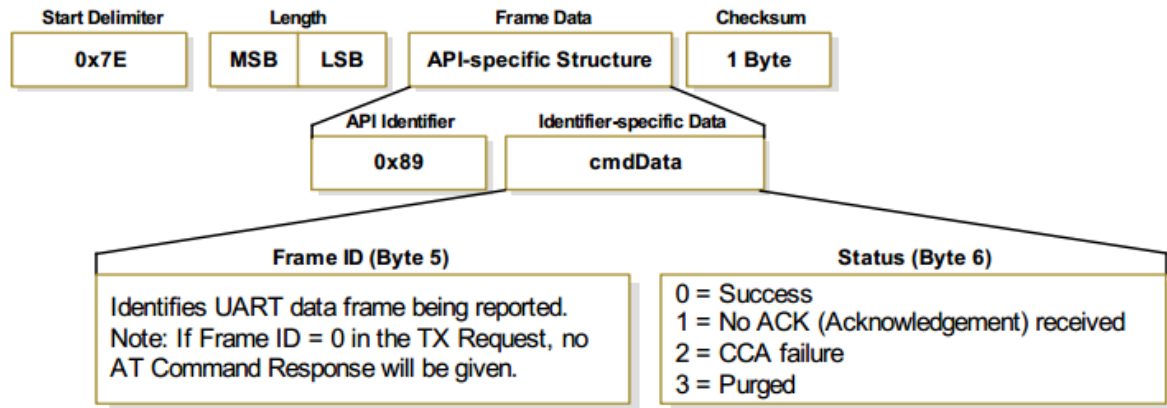 Start Delimiter Length Frame Data Checksum
0x7E MSB LSB API-specific Structure 1 Byte
API Identifier Identifier-specific Data
0x89 cmdData
Frame ID (Byte 5)
Identifies UART data frame being reported.
Note: If Frame ID = 0 in the TX Request, no
AT Command Response will be given.
Status (Byte 6)
0 = Success
1 = No ACK (Acknowledgement) received
2 = CCA failure
3 = Purged